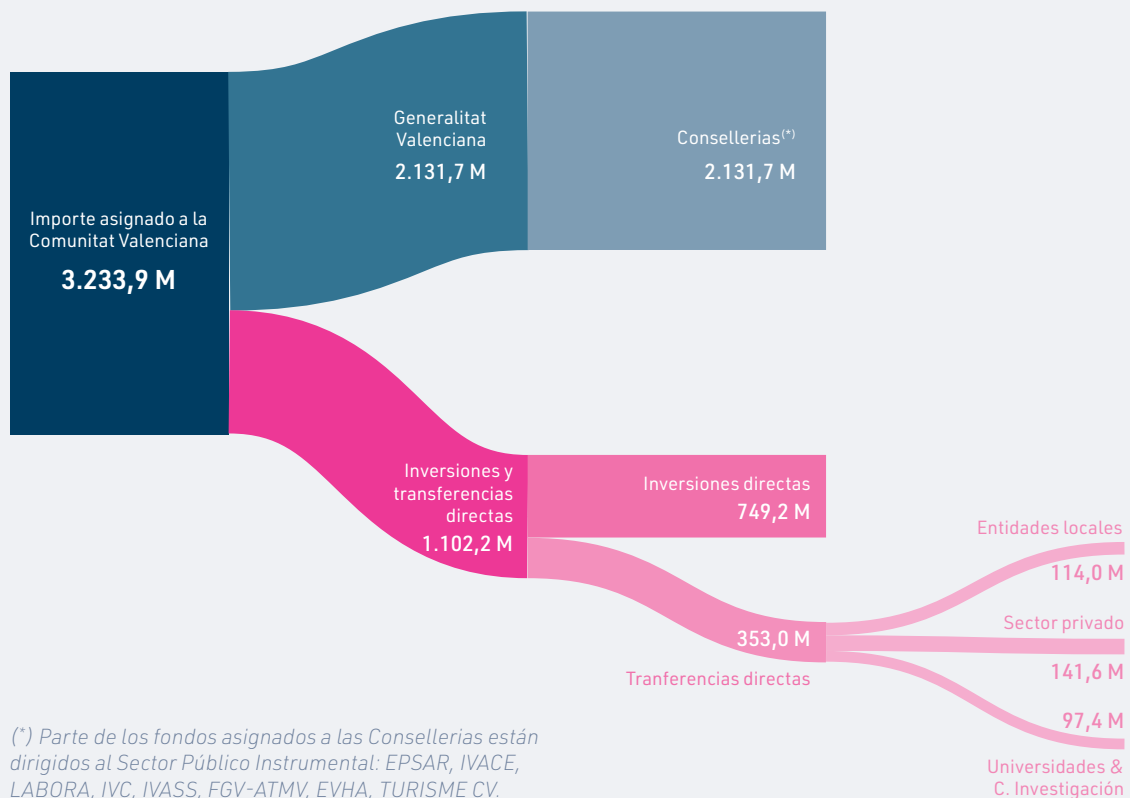 Importe asignado a la
Comunitat Valenciana
3.233,9 M
Generalitat
Valenciana
2.131,7 M
Consellerias(*)
2.131,7 M
Inversiones y
transferencias
directas
1.102,2 M
Inversiones directas
749,2 M
353,0 M
Tranferencias directas
Entidades locales
114,0 M
Sector privado
141,6 M
97,4 M
Universidades &
C. Investigación
(*) Parte de los fondos asignados a las Consellerias están
dirigidos al Sector Público Instrumental: EPSAR, IVACE,
LABORA, IVC, IVASS, FGV-ATMV, EVHA, TURISME CV.